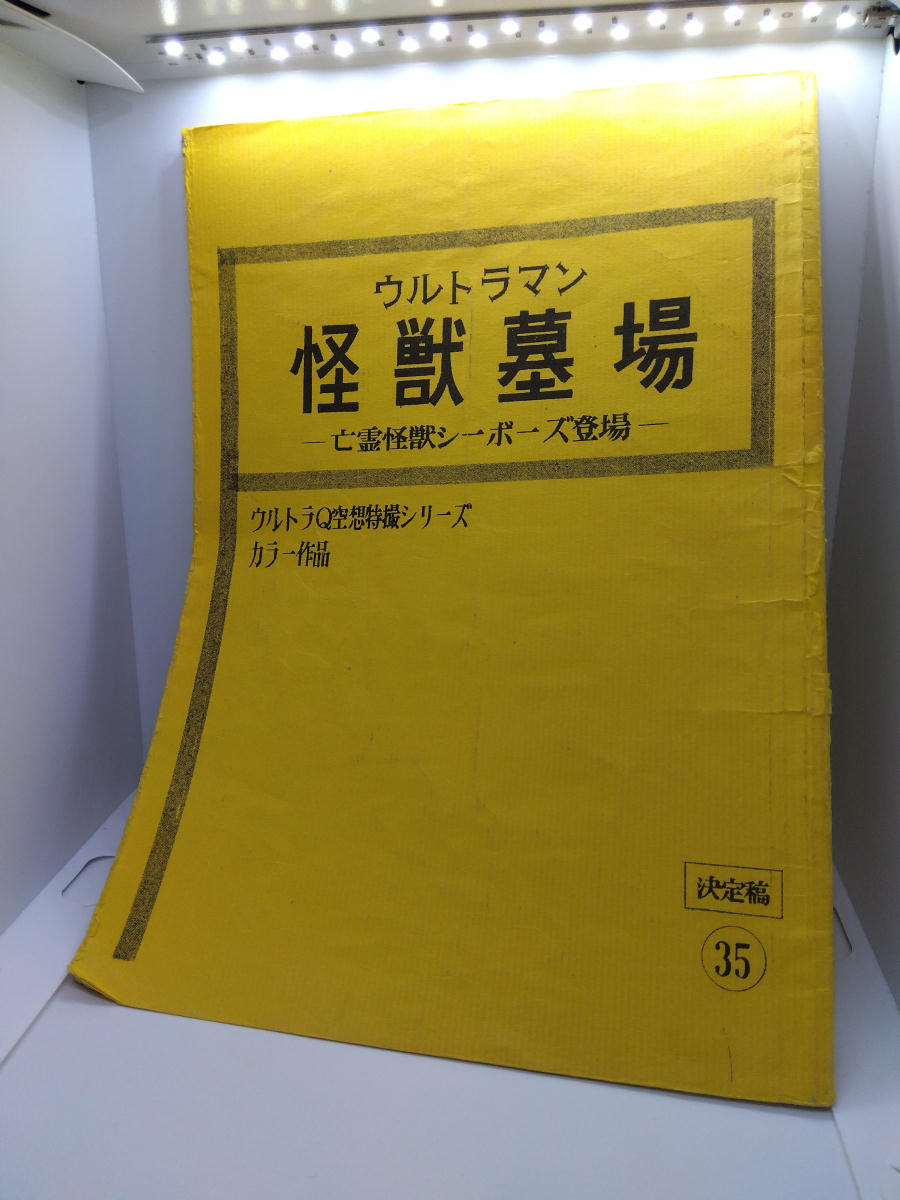 ウルトラマン
怪獣墓場
―亡霊怪獣シーボーズ登場―
ウルトラQ空想特撮シリーズ
カラー作品
決定稿
35